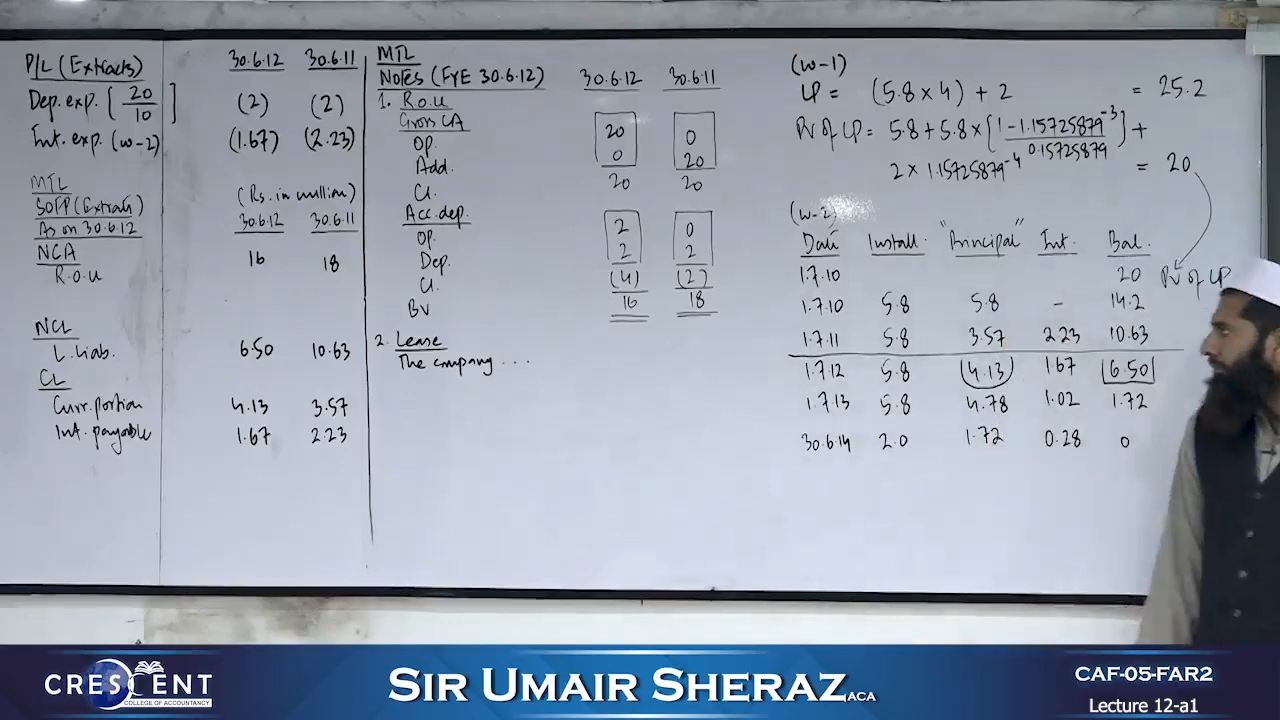 P/L (Extracts) 30.6.12 30.6.11
Dep. exp. [20/10] (2) (2)
Int. exp (w-2) (1.67) (2.23)
MTL (Rs. in million)
SOFP (Extracts)
As on 30.6.12 30.6.12 30.6.11
NCA
R.O.U 16 18
NCL
L. Liab. 6.50 10.63
CL
Curr. portion 4.13 3.57
Int. payable 1.67 2.23
MTL
Notes (FYE 30.6.12) 30.6.12 30.6.11
1. R.O.U
Gross CA
Op. 20 0
Add. 0 20
Cl. 20 20
Acc. dep.
Op. 2 0
Dep. 2 2
Cl. (4) (2)
BV 16 18
2. Lease
The company ....
(w-1)
LP = (5.8 x 4) + 2 = 25.2
PV of LP = 5.8 + 5.8 x [1 - 1.15725879⁻³ / 0.15725879] +
2 x 1.15725879⁻⁴ = 20
(w-2)
Date Install. "Principal" Int. Bal.
1.7.10 20 PV of LP
1.7.10 5.8 5.8 - 14.2
1.7.11 5.8 3.57 2.23 10.63
1.7.12 5.8 4.13 1.67 6.50
1.7.13 5.8 4.78 1.02 1.72
30.6.14 2.0 1.72 0.28 0
CRESCENT
COLLEGE OF ACCOUNTANCY
SIR UMAIR SHERAZ ACA
CAF-05-FAR2
Lecture 12-a1